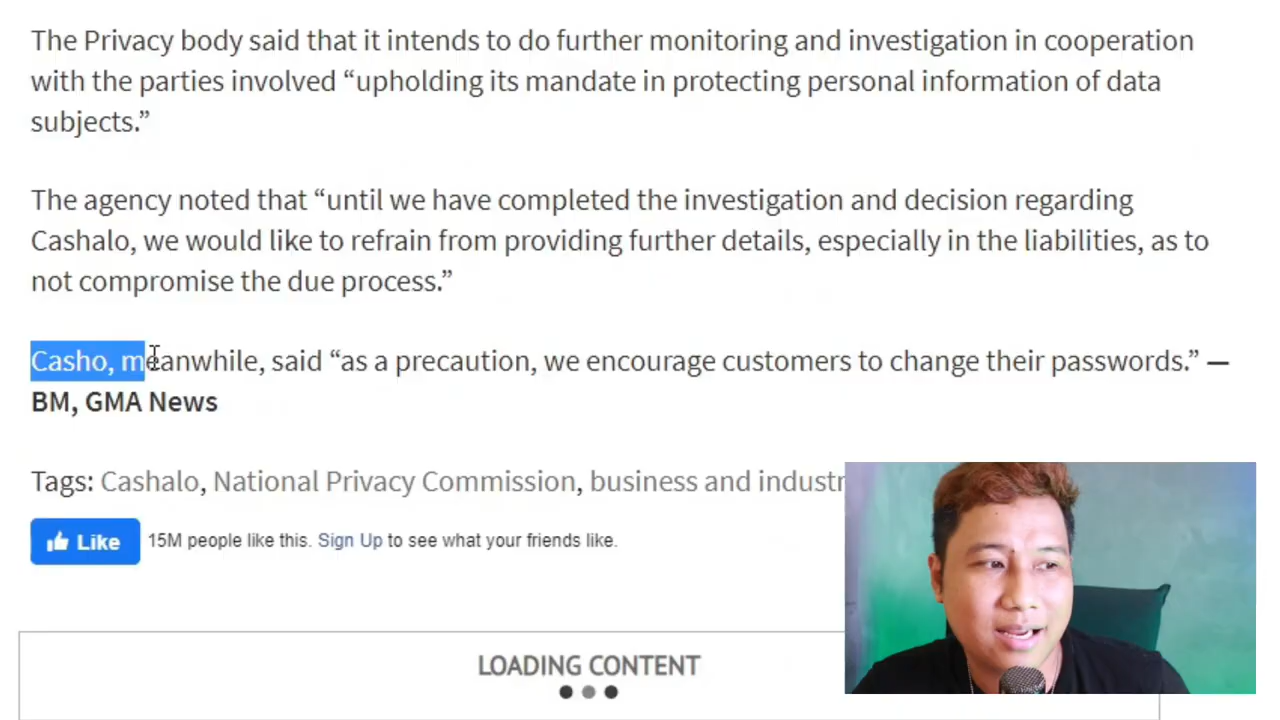 The Privacy body said that it intends to do further monitoring and investigation in cooperation
with the parties involved “upholding its mandate in protecting personal information of data
subjects.”
The agency noted that “until we have completed the investigation and decision regarding
Cashalo, we would like to refrain from providing further details, especially in the liabilities, as to
not compromise the due process.”
Casho, meanwhile, said “as a precaution, we encourage customers to change their passwords.” —
BM, GMA News
Tags: Cashalo, National Privacy Commission, business and industr
Like 15M people like this. Sign Up to see what your friends like.
LOADING CONTENT